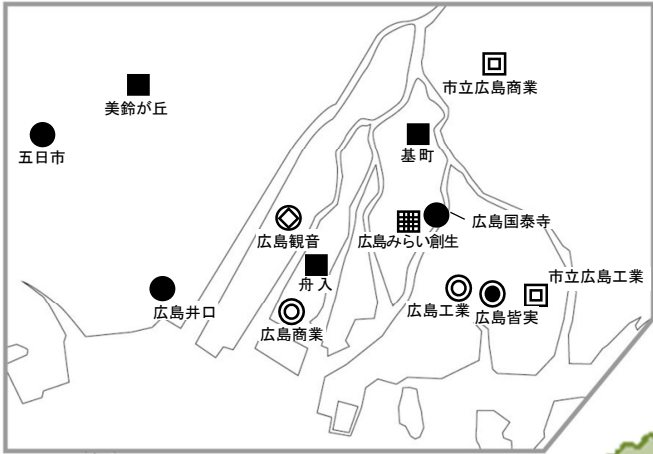 市立広島商業
美鈴が丘
五日市
基町
広島国泰寺
広島観音
広島みらい創生
市立広島工業
舟入
広島井口
広島工業
広島皆実
広島商業